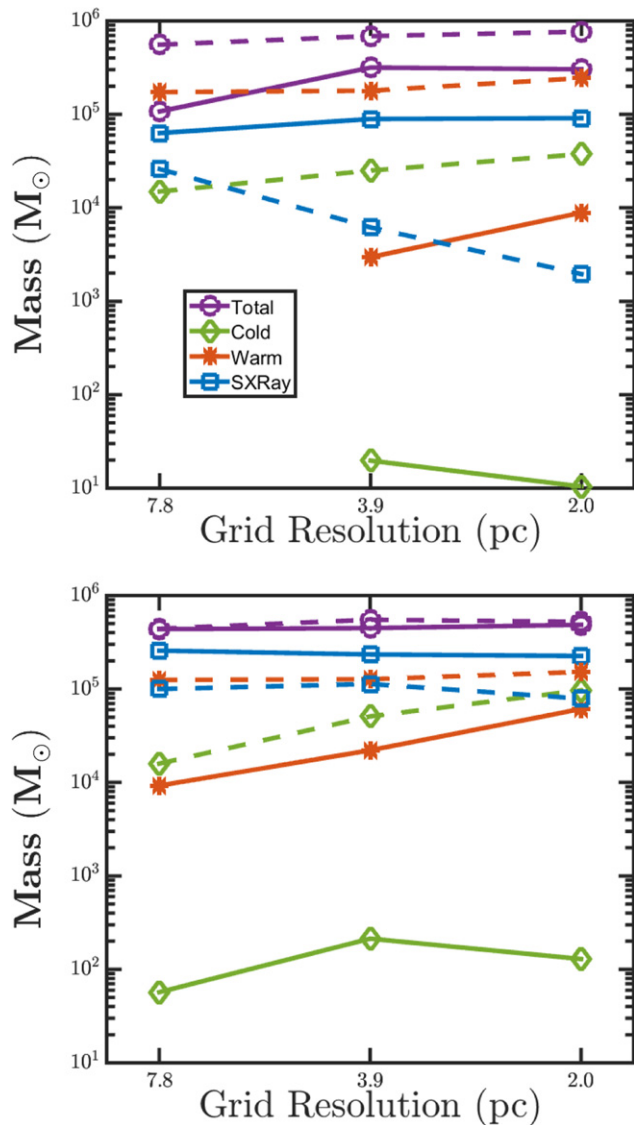 10^6
10^5
10^4
10^3
10^2
10^1
Mass (M_⊙)
Total
Cold
Warm
SXRay
7.8 3.9 2.0
Grid Resolution (pc)
10^6
10^5
10^4
10^3
10^2
10^1
Mass (M_⊙)
7.8 3.9 2.0
Grid Resolution (pc)